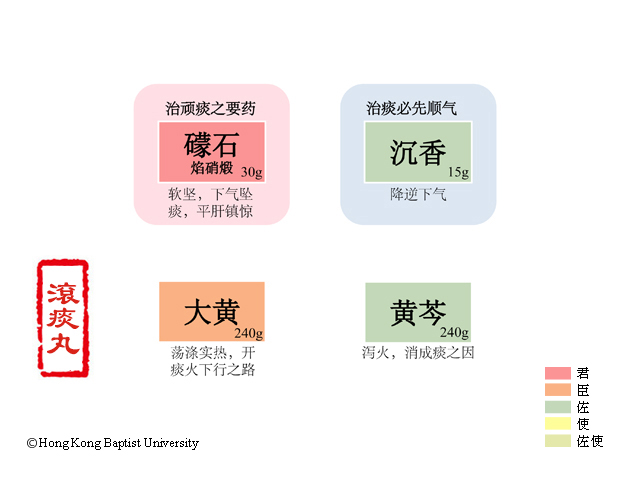 治顽痰之要药
礞石
焰硝煅 30g
软坚，下气坠
痰，平肝镇惊
治痰必先顺气
沉香
15g
降逆下气
滾痰丸
大黄
240g
荡涤实热，开
痰火下行之路
黄芩
240g
泻火，消成痰之因
君
臣
佐
使
佐使
©Hong Kong Baptist University